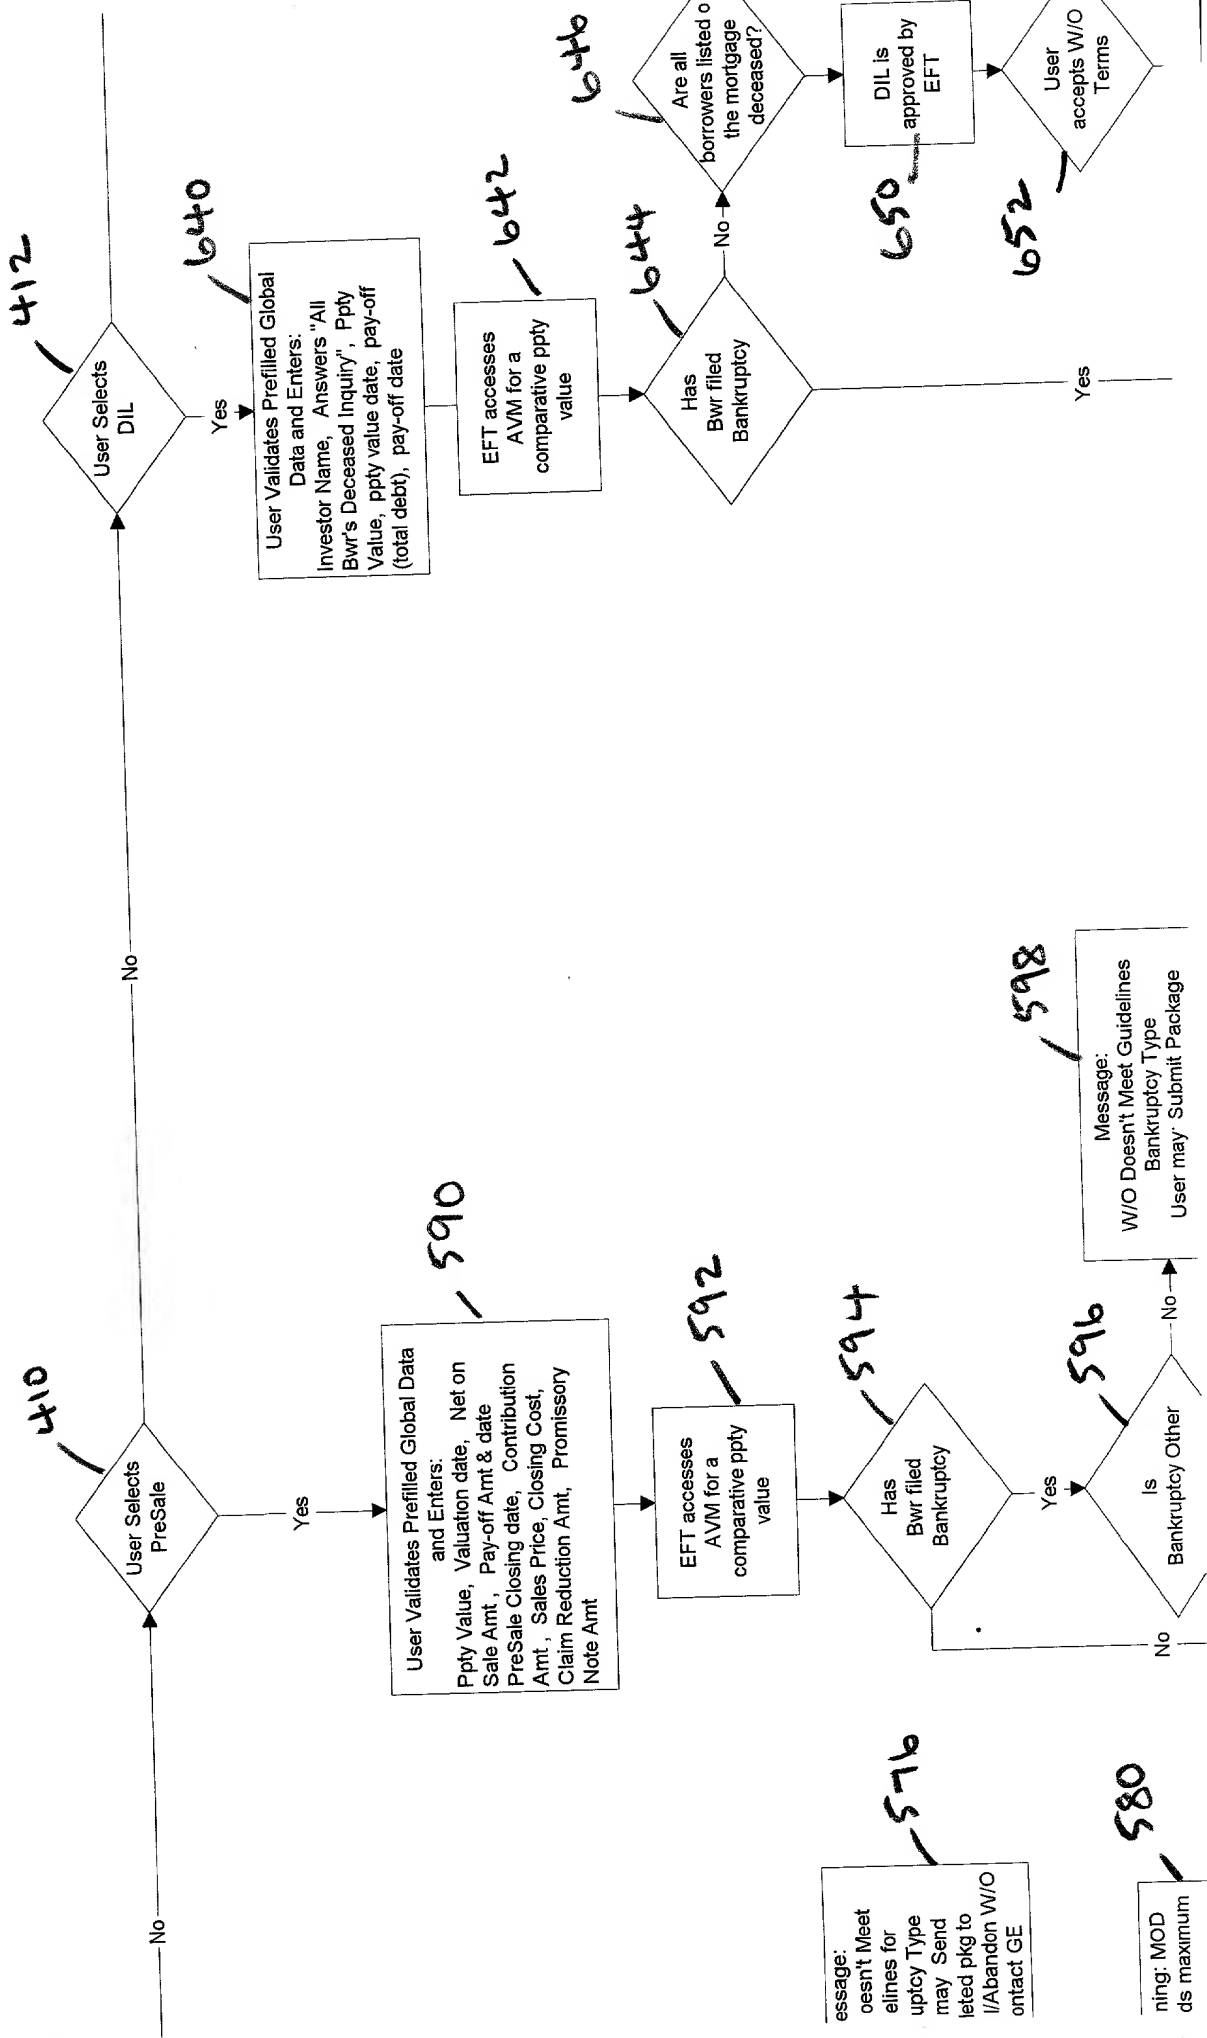 No
410
User Selects
PreSale
No
412
User Selects
DIL
Yes
User Validates Prefilled Global Data
and Enters:
Ppty Value, Valuation date, Net on
Sale Amt, Pay-off Amt & date
PreSale Closing date, Contribution
Amt, Sales Price, Closing Cost,
Claim Reduction Amt, Promissory
Note Amt
590
EFT accesses
AVM for a
comparative ppty
value
592
Has
Bwr filed
Bankruptcy
594
Yes
No
Is
Bankruptcy Other
596
No
Message:
W/O Doesn't Meet Guidelines
Bankruptcy Type
User may Submit Package
598
essage:
oesn't Meet
elines for
uptcy Type
may Send
leted pkg to
l/Abandon W/O
ontact GE
576
ning: MOD
ds maximum
580
Yes
User Validates Prefilled Global
Data and Enters:
Investor Name, Answers "All
Bwr's Deceased Inquiry", Ppty
Value, ppty value date, pay-off
(total debt), pay-off date
640
EFT accesses
AVM for a
comparative ppty
value
642
Has
Bwr filed
Bankruptcy
644
No
Yes
Are all
borrowers listed o
the mortgage
deceased?
646
DIL is
approved by
EFT
650
User
accepts W/O
Terms
652